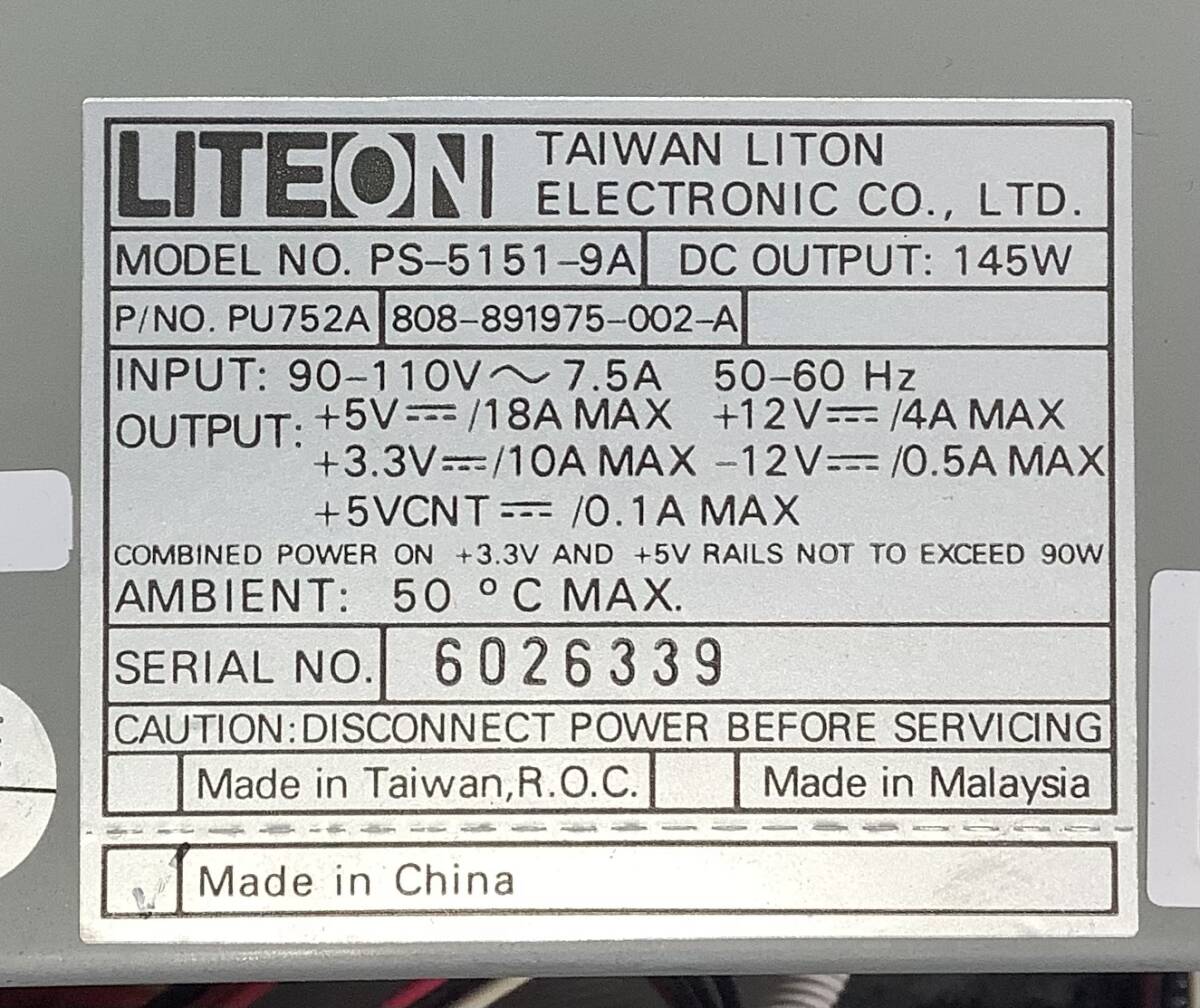 LITEON TAIWAN LITON
ELECTRONIC CO., LTD.
MODEL NO. PS-5151-9A DC OUTPUT: 145W
P/NO. PU752A 808-891975-002-A
INPUT: 90-110V～ 7.5A 50-60 Hz
OUTPUT: +5V⎓/18A MAX +12V⎓/4A MAX
+3.3V⎓/10A MAX -12V⎓/0.5A MAX
+5VCNT⎓/0.1A MAX
COMBINED POWER ON +3.3V AND +5V RAILS NOT TO EXCEED 90W
AMBIENT: 50 °C MAX.
SERIAL NO. 6026339
CAUTION:DISCONNECT POWER BEFORE SERVICING
Made in Taiwan,R.O.C. Made in Malaysia
Made in China